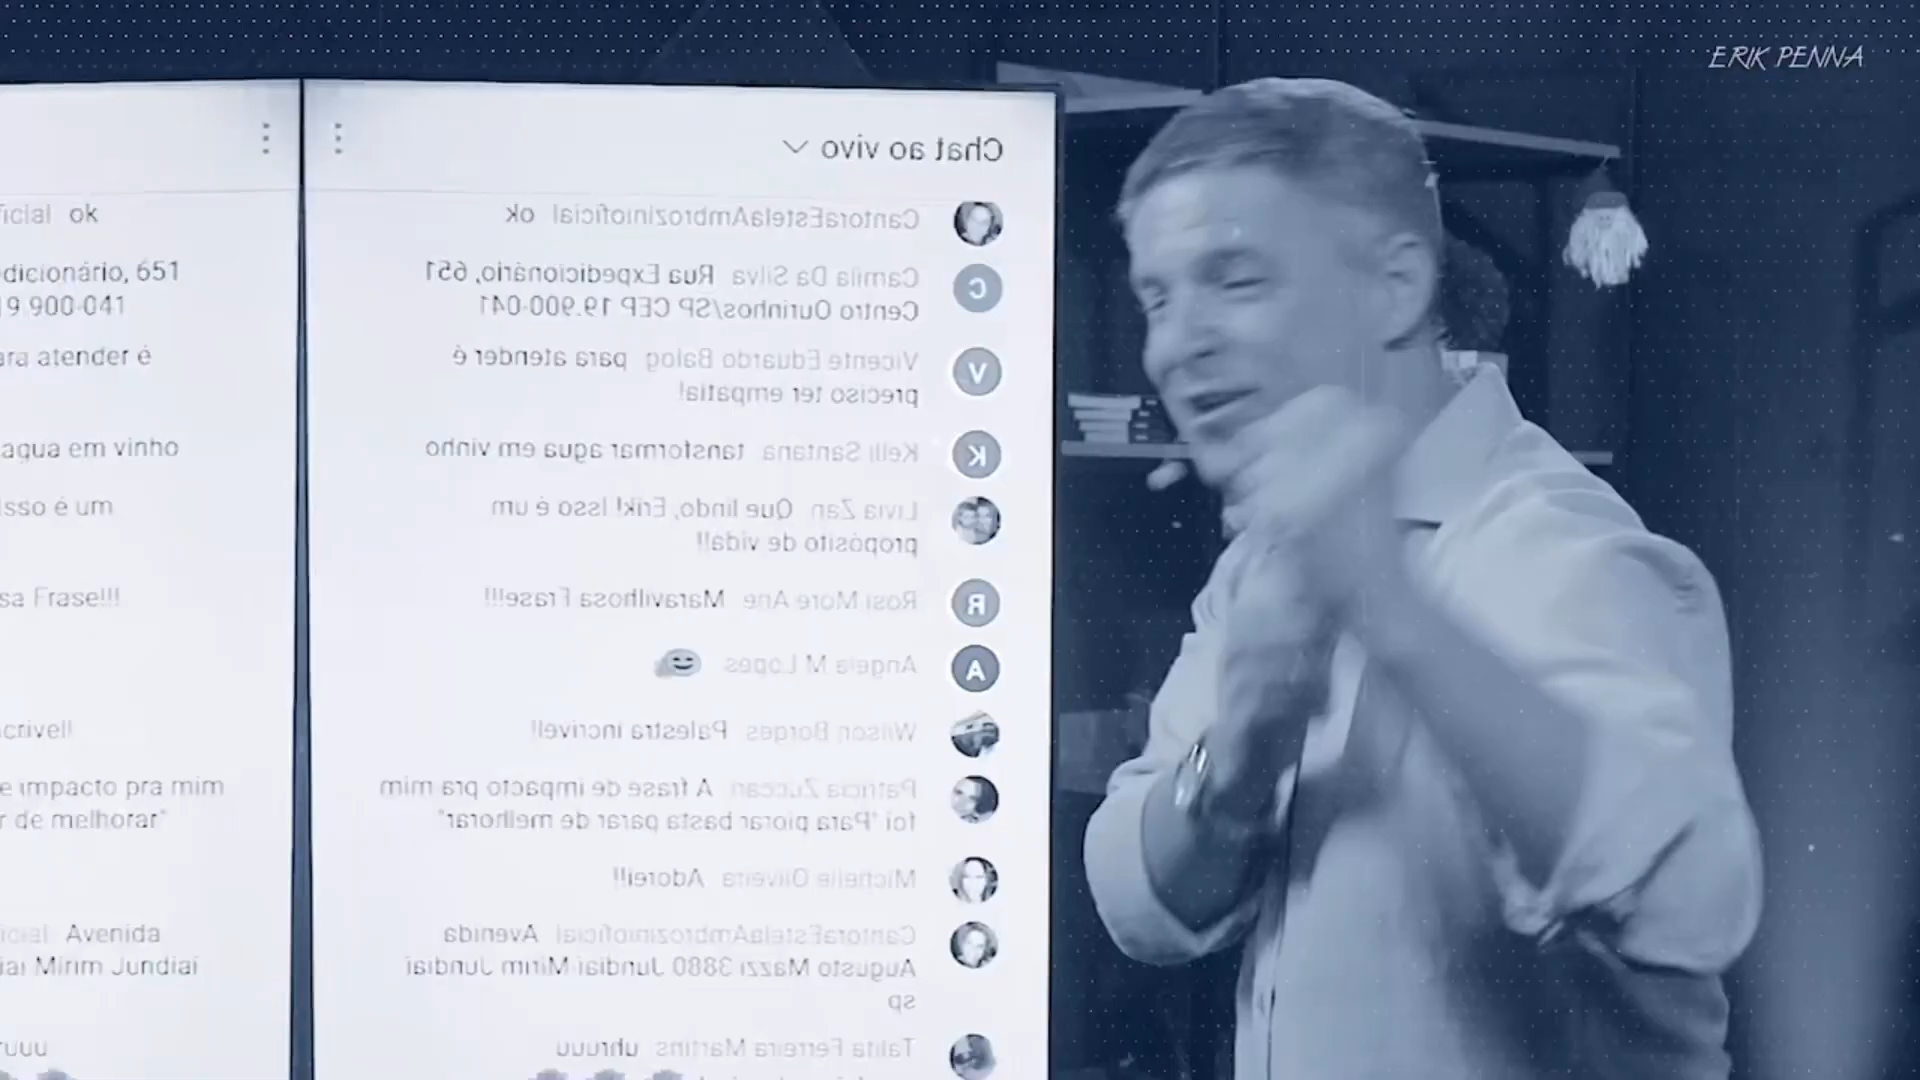 ERIK PENNA
Chat ao vivo
CantoraEstelaAmbrozinioficial ok
Camila Da Silva Rua Expedicionário, 651
Centro Ourinhos/SP CEP 19.900-041
Vicente Eduardo Balog para atender é
preciso ter empatia!
Kelli Santana tansformar agua em vinho
Livia Zan Que lindo, Erik! Isso é um
propósito de vida!!
Rosi More Ane Maravilhosa Frase!!!
Angela M Lopes
Wilson Borges Palestra incrivel!
Patricia Zuccari A frase de impacto pra mim
foi "Para piorar basta parar de melhorar"
Michelle Oliveira Adorei!!
CantoraEstelaAmbrozinioficial Avenida
Augusto Mazzi 3880 Jundiai Mirim Jundiai
sp
Talita Ferreira Martins uhruuu
ficial ok
dicionário, 651
19 900-041
ara atender é
agua em vinho
Isso é um
sa Frase!!!
crivel!
e impacto pra mim
r de melhorar"
icial Avenida
iai Mirim Jundiai
ruuu
C
V
K
R
A